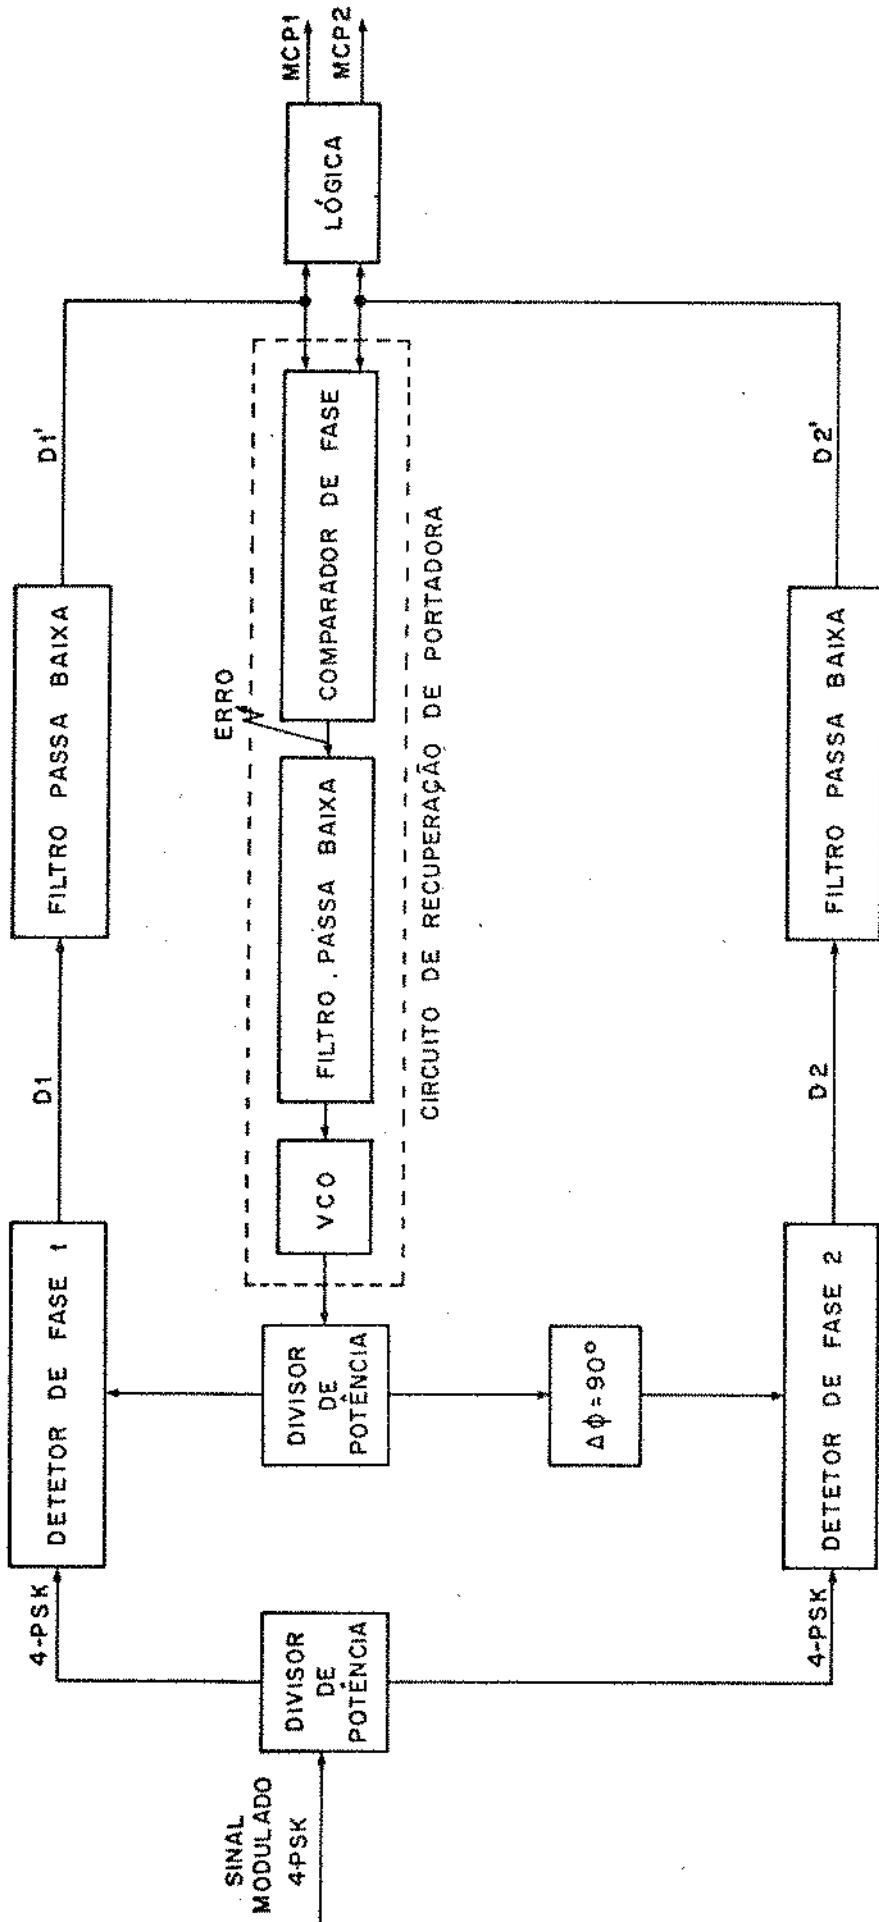 SINAL
MODULADO
4-PSK
DIVISOR
DE
POTÊNCIA
4-PSK
4-PSK
DETETOR DE FASE 1
DIVISOR
DE
POTÊNCIA
Δϕ=90°
DETETOR DE FASE 2
D1
VCO
D2
FILTRO PASSA BAIXA
FILTRO PASSA BAIXA
ERRO
COMPARADOR DE FASE
CIRCUITO DE RECUPERAÇÃO DE PORTADORA
FILTRO PASSA BAIXA
D1'
D2'
LÓGICA
MCP1
MCP2